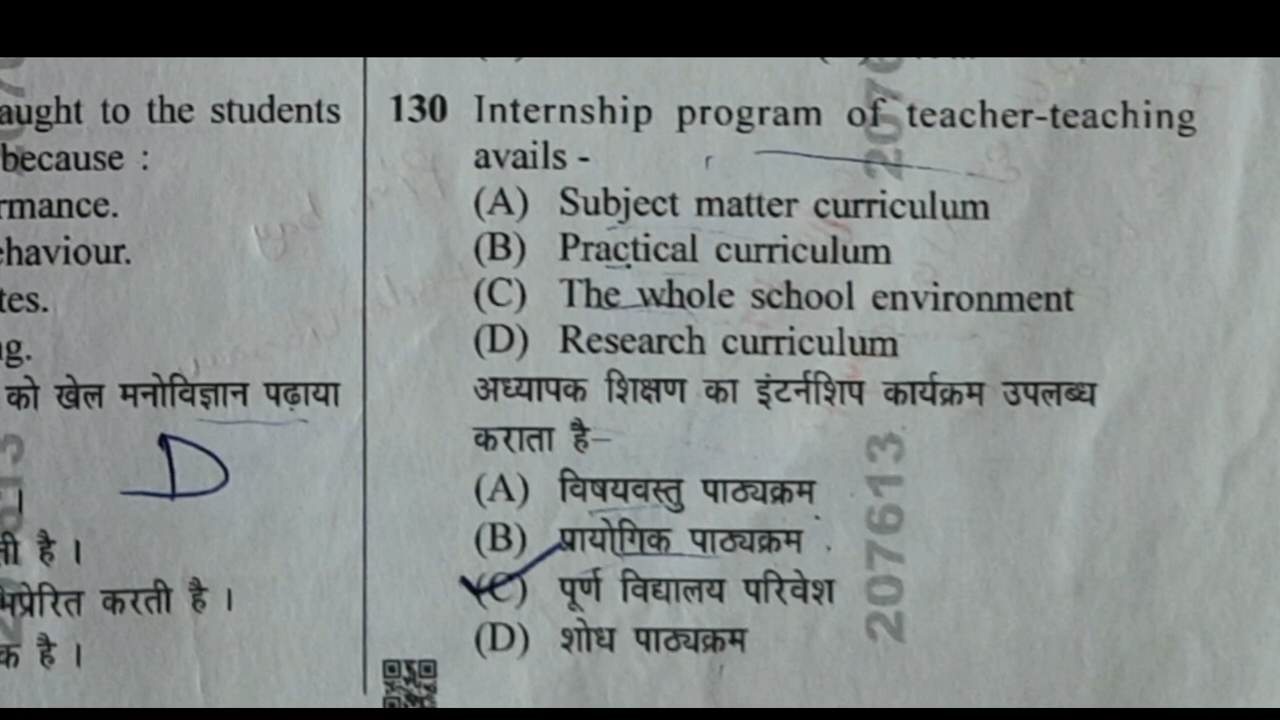 aught to the students
because :
rmance.
ehaviour.
tes.
g.
को खेल मनोविज्ञान पढ़ाया
D
।
ती है ।
भिप्रेरित करती है ।
क है ।
130 Internship program of teacher-teaching
avails -
(A) Subject matter curriculum
(B) Practical curriculum
(C) The whole school environment
(D) Research curriculum
अध्यापक शिक्षण का इंटर्नशिप कार्यक्रम उपलब्ध
कराता है–
(A) विषयवस्तु पाठ्यक्रम
(B) प्रायोगिक पाठ्यक्रम
(C) पूर्ण विद्यालय परिवेश
(D) शोध पाठ्यक्रम
207613